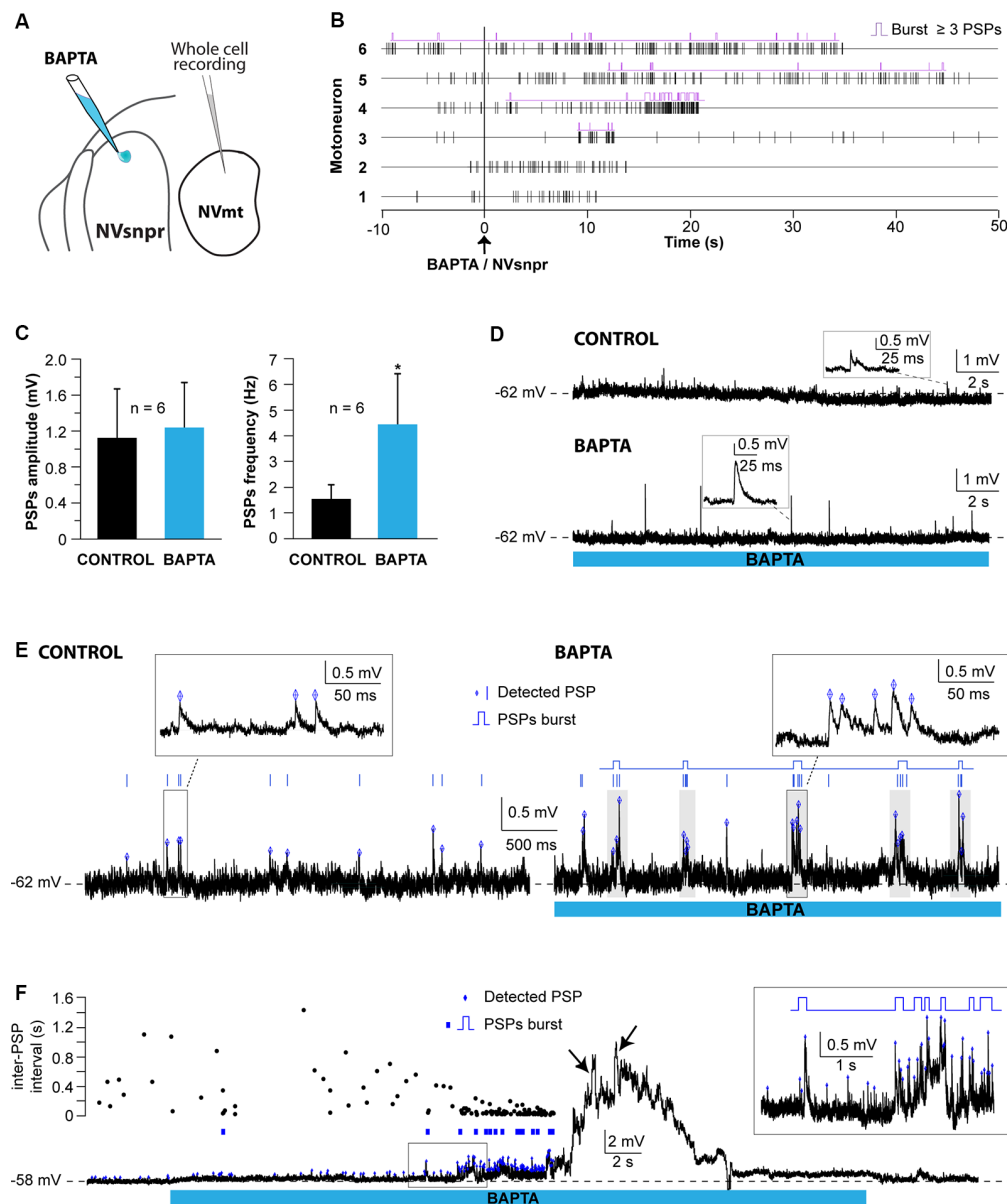 A
BAPTA
Whole cell
recording
NVsnpr
NVmt
B
Burst ≥ 3 PSPs
Motoneuron
6
5
4
3
2
1
-10 0 10 20 30 40 50
Time (s)
BAPTA / NVsnpr
C
PSPs amplitude (mV)
2.0
1.6
1.2
0.8
0.4
0
n = 6
CONTROL BAPTA
PSPs frequency (Hz)
7
6
5
4
3
2
1
0
n = 6
*
CONTROL BAPTA
D
CONTROL
0.5 mV
25 ms
1 mV
2 s
-62 mV
BAPTA
0.5 mV
25 ms
1 mV
2 s
-62 mV
BAPTA
E
CONTROL
0.5 mV
50 ms
Detected PSP
PSPs burst
BAPTA
0.5 mV
50 ms
0.5 mV
500 ms
-62 mV
BAPTA
F
inter-PSP
interval (s)
1.6
1.2
0.8
0.4
0
Detected PSP
PSPs burst
0.5 mV
1 s
2 mV
2 s
-58 mV
BAPTA